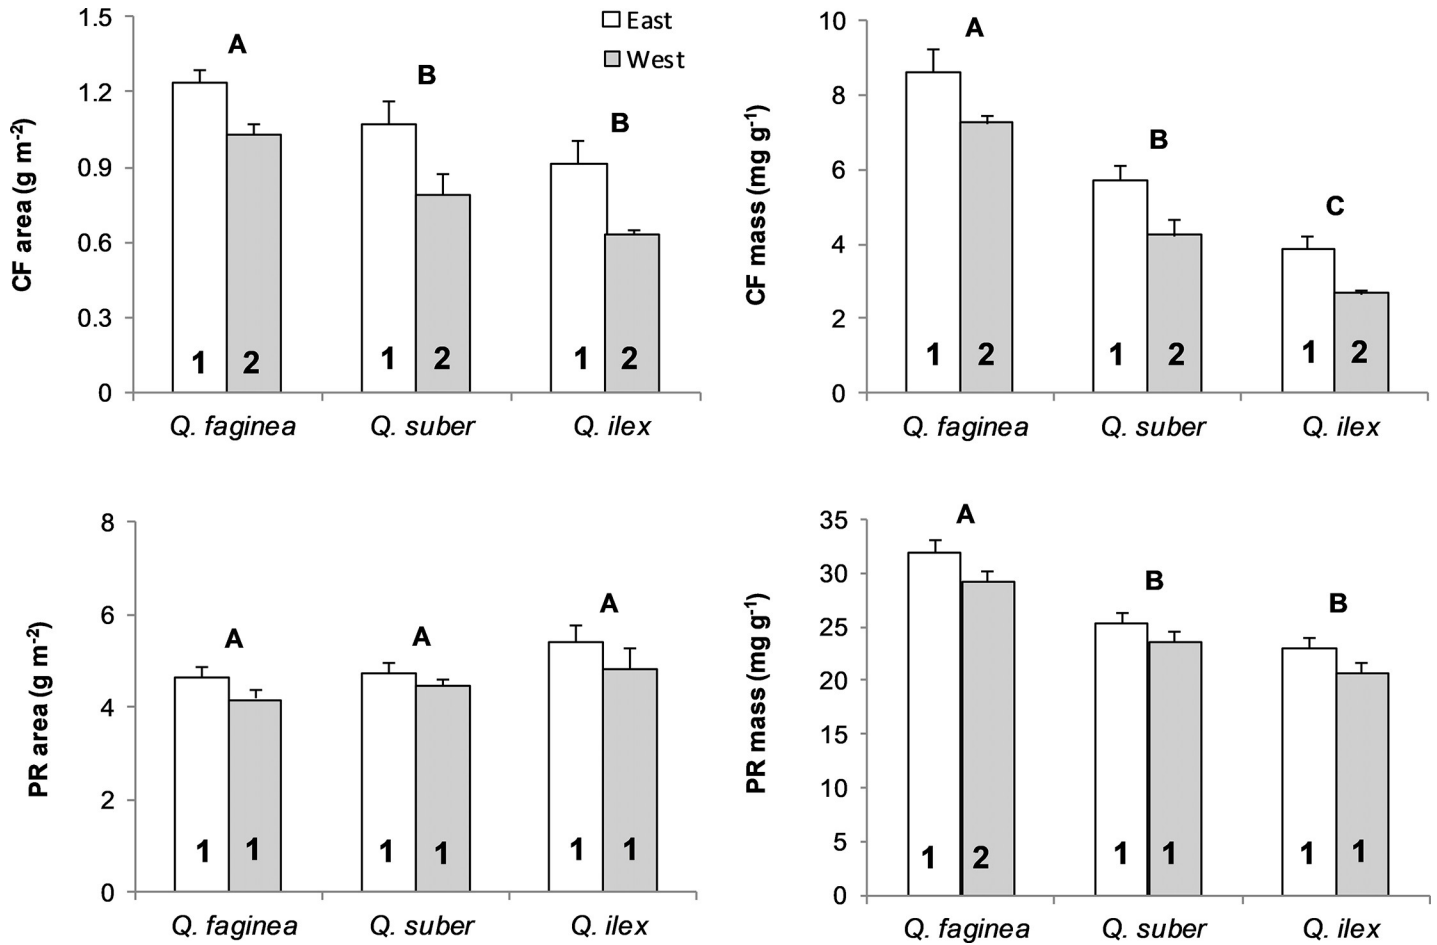 CF area (g m-2)
1.5
1.2
0.9
0.6
0.3
0
East
West
A
B
B
1 2 1 2 1 2
Q. faginea Q. suber Q. ilex
CF mass (mg g-1)
10
8
6
4
2
0
A
B
C
1 2 1 2 1 2
Q. faginea Q. suber Q. ilex
PR area (g m-2)
8
6
4
2
0
A
A
A
1 1 1 1 1 1
Q. faginea Q. suber Q. ilex
PR mass (mg g-1)
35
30
25
20
15
10
5
0
A
B
B
1 2 1 1 1 1
Q. faginea Q. suber Q. ilex